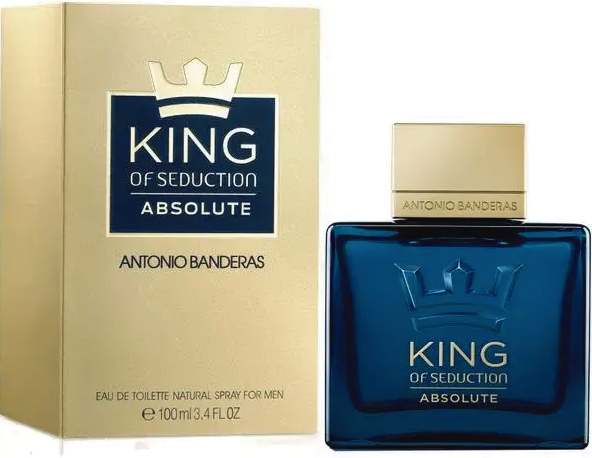 KING
OF SEDUCTION
ABSOLUTE
ANTONIO BANDERAS
EAU DE TOILETTE NATURAL SPRAY FOR MEN
℮ 100 ml 3.4 FL OZ
ANTONIO BANDERAS
KING
OF SEDUCTION
ABSOLUTE